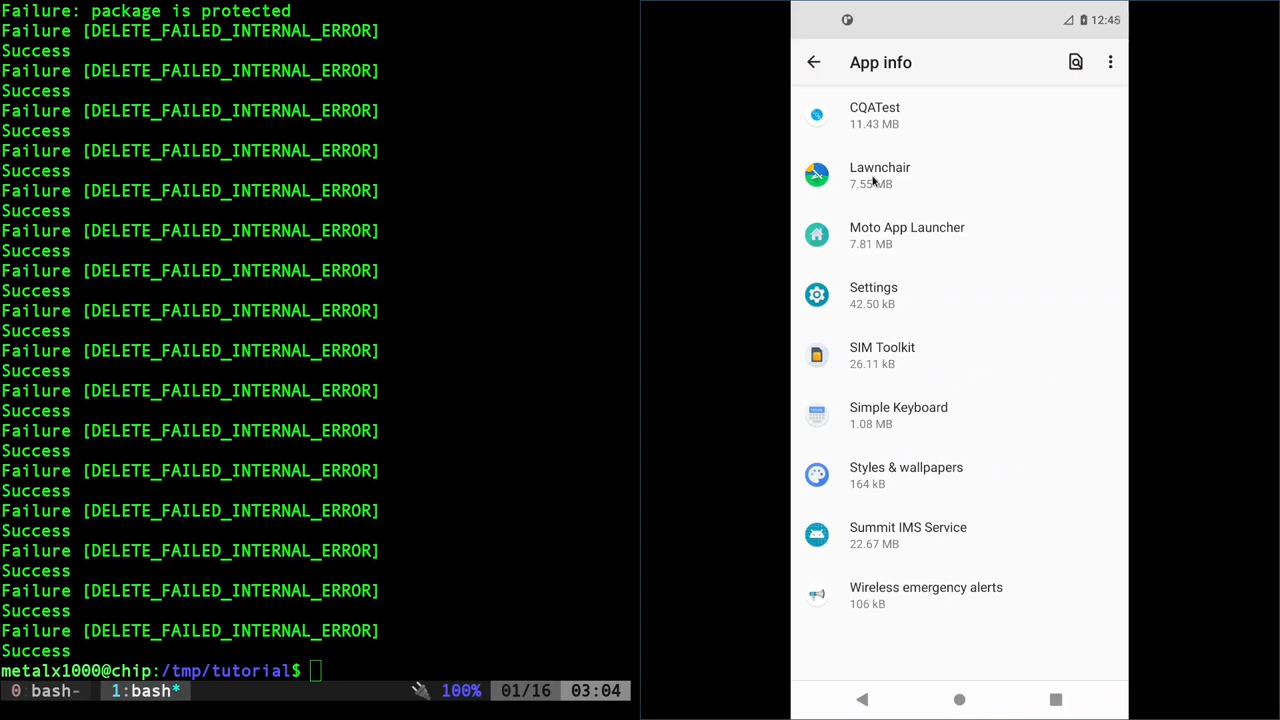 Failure: package is protected
Failure [DELETE_FAILED_INTERNAL_ERROR]
Success
Failure [DELETE_FAILED_INTERNAL_ERROR]
Success
Failure [DELETE_FAILED_INTERNAL_ERROR]
Success
Failure [DELETE_FAILED_INTERNAL_ERROR]
Success
Failure [DELETE_FAILED_INTERNAL_ERROR]
Success
Failure [DELETE_FAILED_INTERNAL_ERROR]
Success
Failure [DELETE_FAILED_INTERNAL_ERROR]
Success
Failure [DELETE_FAILED_INTERNAL_ERROR]
Success
Failure [DELETE_FAILED_INTERNAL_ERROR]
Success
Failure [DELETE_FAILED_INTERNAL_ERROR]
Success
Failure [DELETE_FAILED_INTERNAL_ERROR]
Success
Failure [DELETE_FAILED_INTERNAL_ERROR]
Success
Failure [DELETE_FAILED_INTERNAL_ERROR]
Success
Failure [DELETE_FAILED_INTERNAL_ERROR]
Success
Failure [DELETE_FAILED_INTERNAL_ERROR]
Success
Failure [DELETE_FAILED_INTERNAL_ERROR]
Success
metalx1000@chip:/tmp/tutorial$
0 bash- 1:bash* 100% 01/16 03:04
12:45
App info
CQATest
11.43 MB
Lawnchair
7.55 MB
Moto App Launcher
7.81 MB
Settings
42.50 kB
SIM Toolkit
26.11 kB
Simple Keyboard
1.08 MB
Styles & wallpapers
164 kB
Summit IMS Service
22.67 MB
Wireless emergency alerts
106 kB